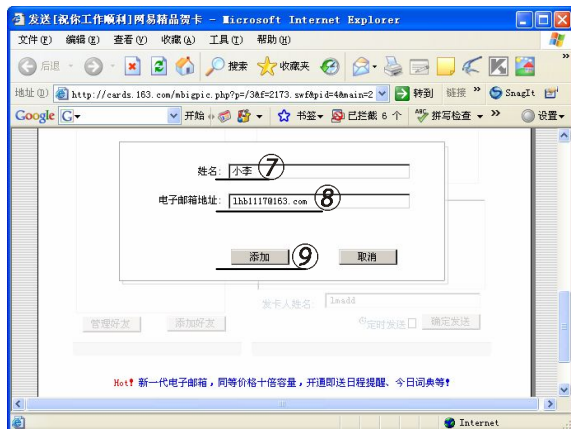 发送[祝你工作顺利]网易精品贺卡 - Microsoft Internet Explorer
文件(F) 编辑(E) 查看(V) 收藏(A) 工具(T) 帮助(H)
后退 搜索 收藏夹
地址(D) http://cards.163.com/mbigpic.php?p=/3&f=2173.swf&pid=4&main=2 转到 链接 » SnagIt
Google G 开始 书签 已拦截 6 个 拼写检查 » 设置
姓名: 小李 ⑦
电子邮箱地址: lhb1117@163.com ⑧
添加 ⑨ 取消
发卡人姓名: lmadd
管理好友 添加好友 定时发送 确定发送
Hot! 新一代电子邮箱，同等价格十倍容量，开通即送日程提醒、今日词典等!
Internet